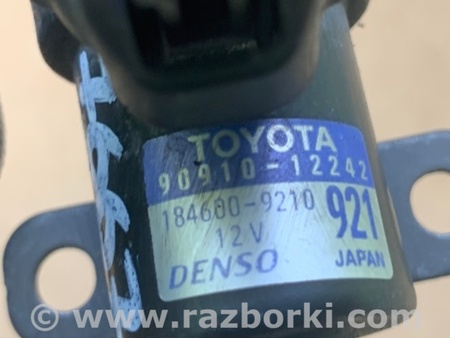 TOYOTA
90910-12242
184600-9210 921
12V
DENSO JAPAN
www.razborki.com